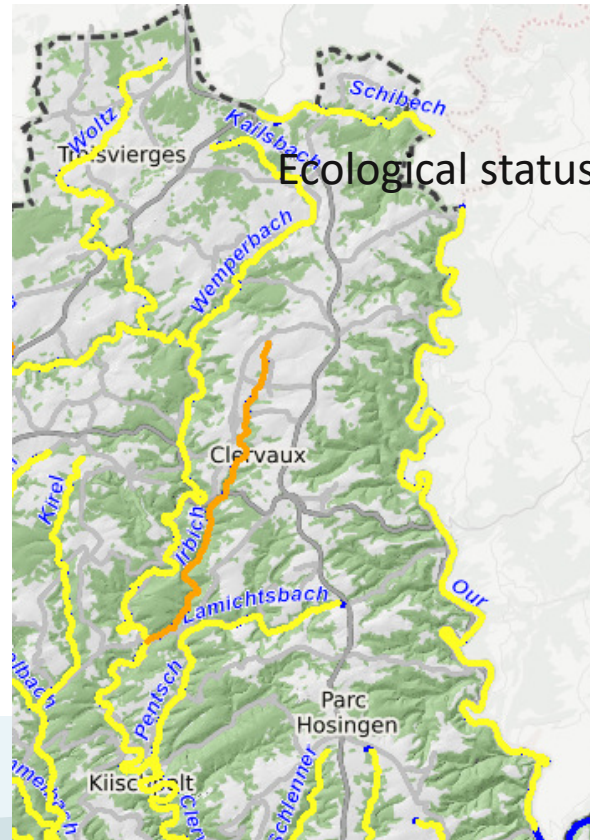 Schibech
Woltz
Kailsbach
Troisvierges
Ecological status
Wemperbach
Clervaux
Kirel
Irbich
Lamichtsbach
Our
Pentsch
Parc
Hosingen
Schlenner